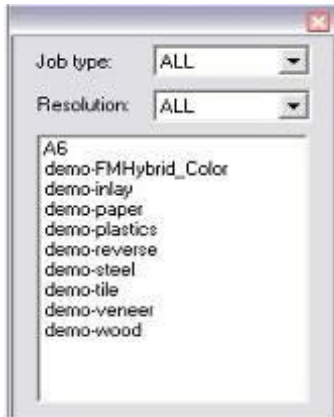 Job type: ALL
Resolution: ALL
A6
demo-FMHybrid_Color
demo-inlay
demo-paper
demo-plastics
demo-reverse
demo-steel
demo-tile
demo-veneer
demo-wood